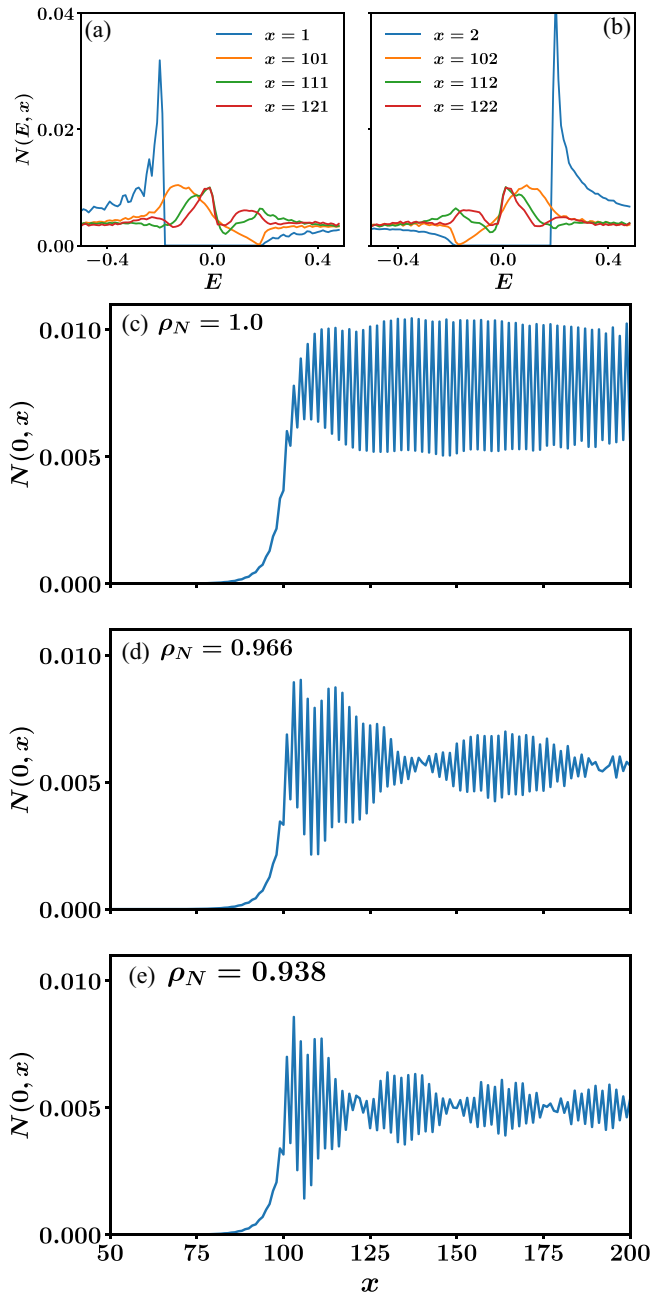 (a)
x = 1
x = 101
x = 111
x = 121
(b)
x = 2
x = 102
x = 112
x = 122
N(E, x)
0.04
0.02
0.00
−0.4 0.0 0.4
E
−0.4 0.0 0.4
E
(c) ρ_N = 1.0
N(0, x)
0.010
0.005
0.000
(d) ρ_N = 0.966
N(0, x)
0.010
0.005
0.000
(e) ρ_N = 0.938
N(0, x)
0.010
0.005
0.000
50 75 100 125 150 175 200
x